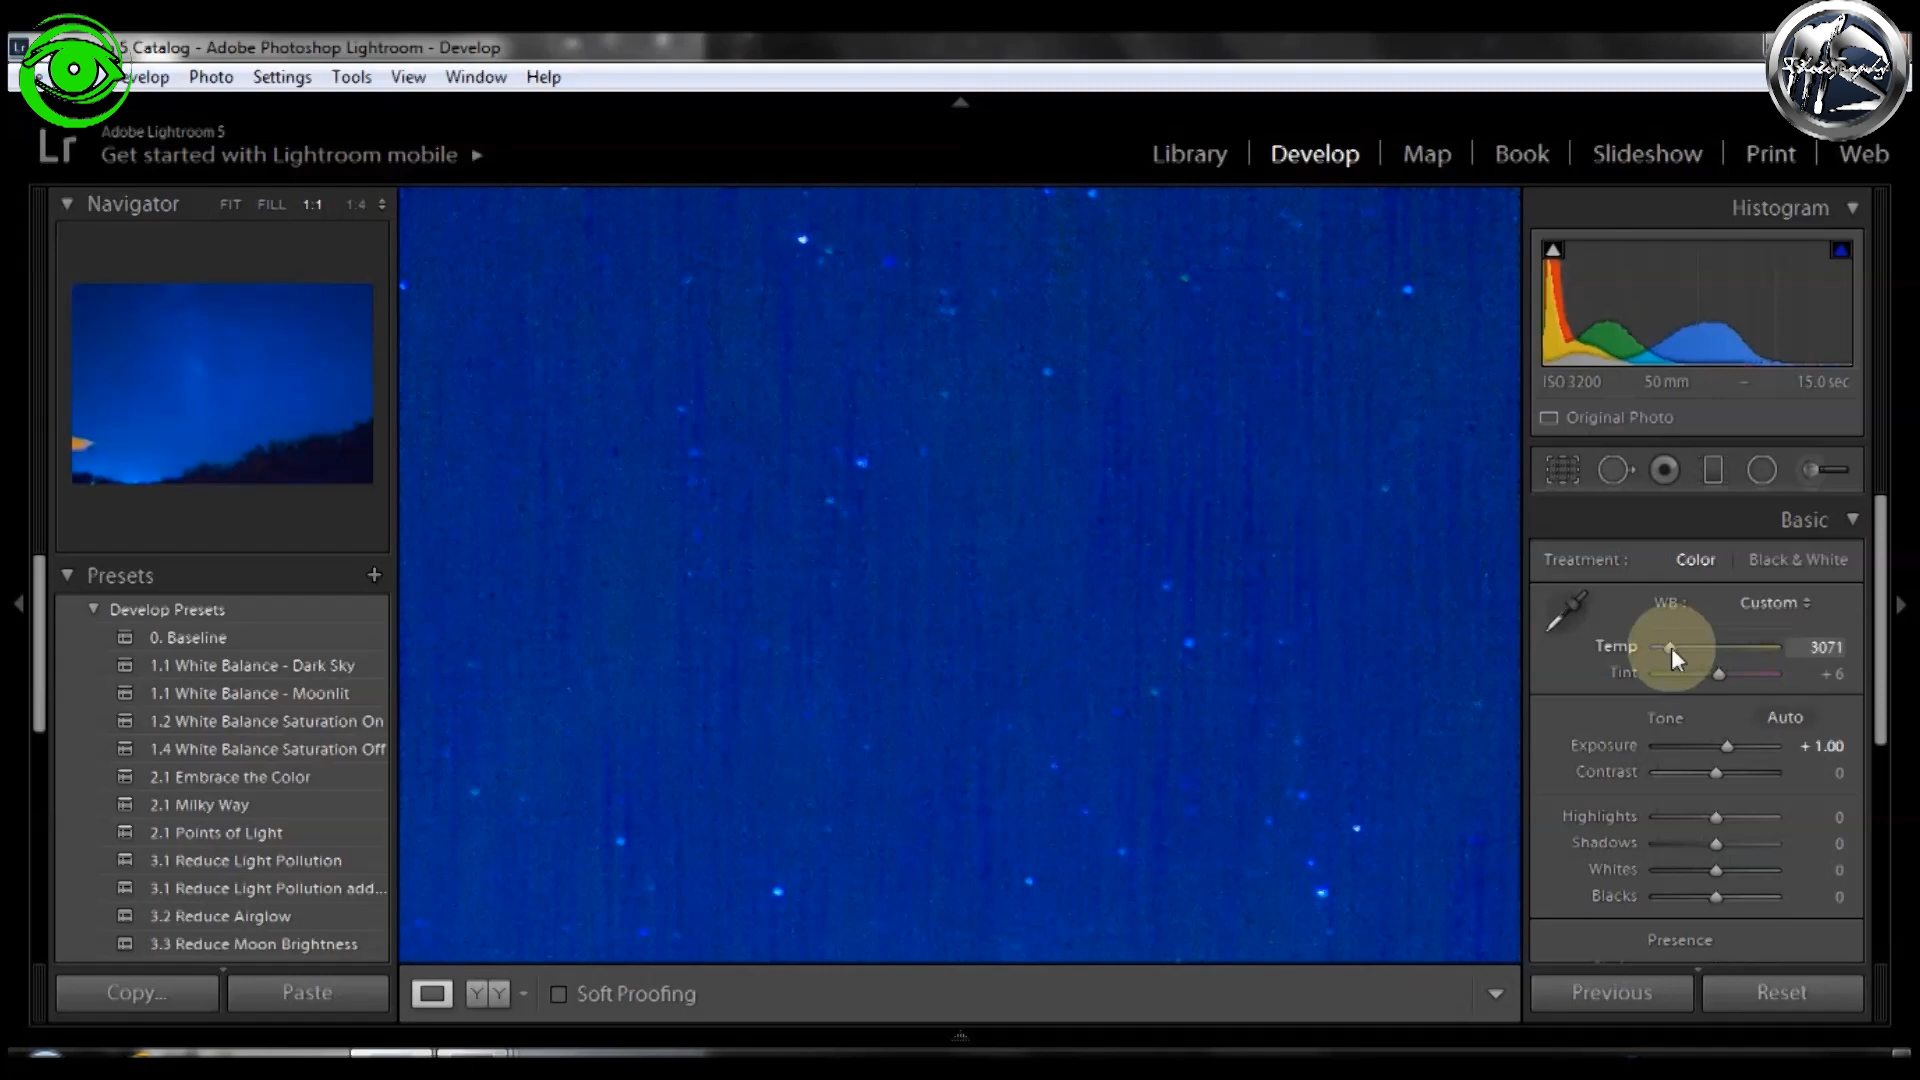 5 Catalog - Adobe Photoshop Lightroom - Develop
evelop Photo Settings Tools View Window Help
Photography
Adobe Lightroom 5
Lr Get started with Lightroom mobile
Library Develop Map Book Slideshow Print Web
Navigator FIT FILL 1:1 1:4
Histogram
ISO 3200 50 mm – 15.0 sec
Original Photo
Basic
Treatment : Color Black & White
WB : Custom
Temp 3071
Tint + 6
Tone Auto
Exposure + 1.00
Contrast 0
Highlights 0
Shadows 0
Whites 0
Blacks 0
Presence
Presets +
Develop Presets
0. Baseline
1.1 White Balance - Dark Sky
1.1 White Balance - Moonlit
1.2 White Balance Saturation On
1.4 White Balance Saturation Off
2.1 Embrace the Color
2.1 Milky Way
2.1 Points of Light
3.1 Reduce Light Pollution
3.1 Reduce Light Pollution add...
3.2 Reduce Airglow
3.3 Reduce Moon Brightness
Copy... Paste
Y Y Soft Proofing
Previous Reset